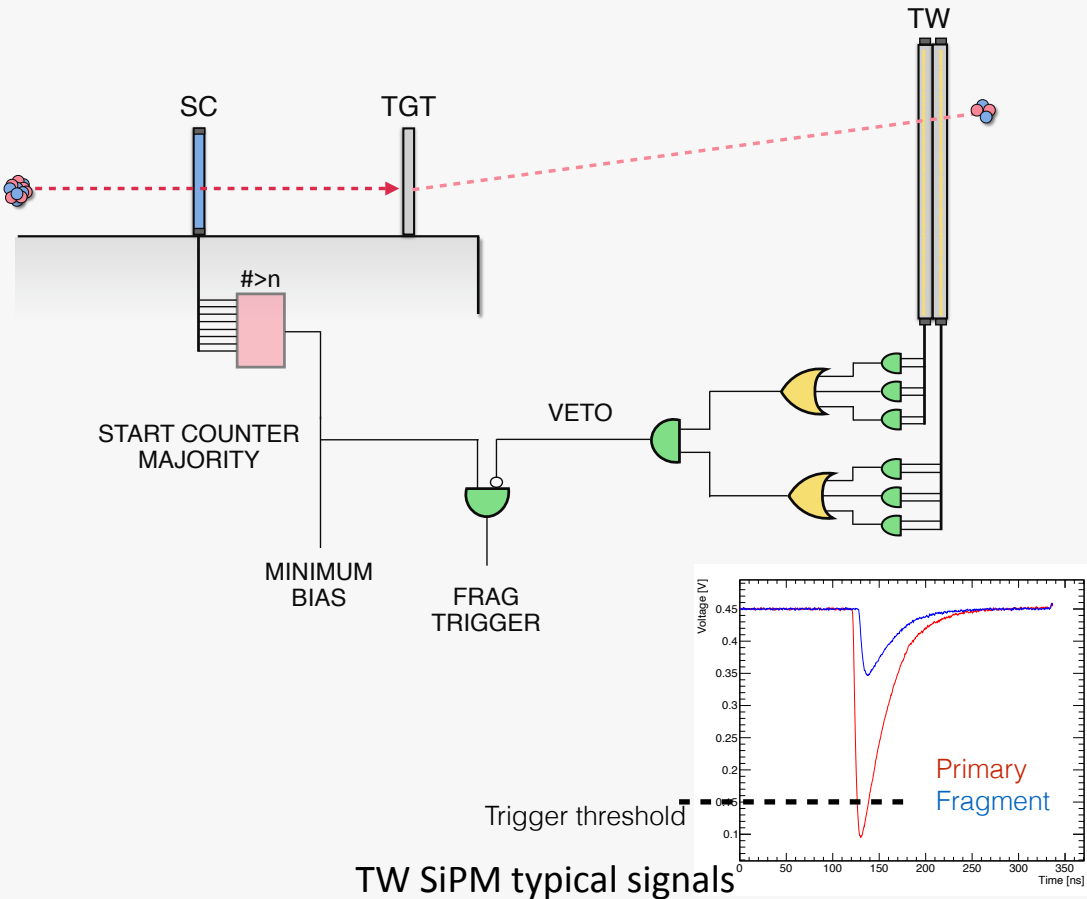 TW
SC
TGT
#>n
START COUNTER
MAJORITY
VETO
MINIMUM
BIAS
FRAG
TRIGGER
Voltage [V]
0.45
0.4
0.35
0.3
0.25
0.2
0.1
Primary
Fragment
Trigger threshold
0
50
100
150
200
250
300
350
Time [ns]
TW SiPM typical signals